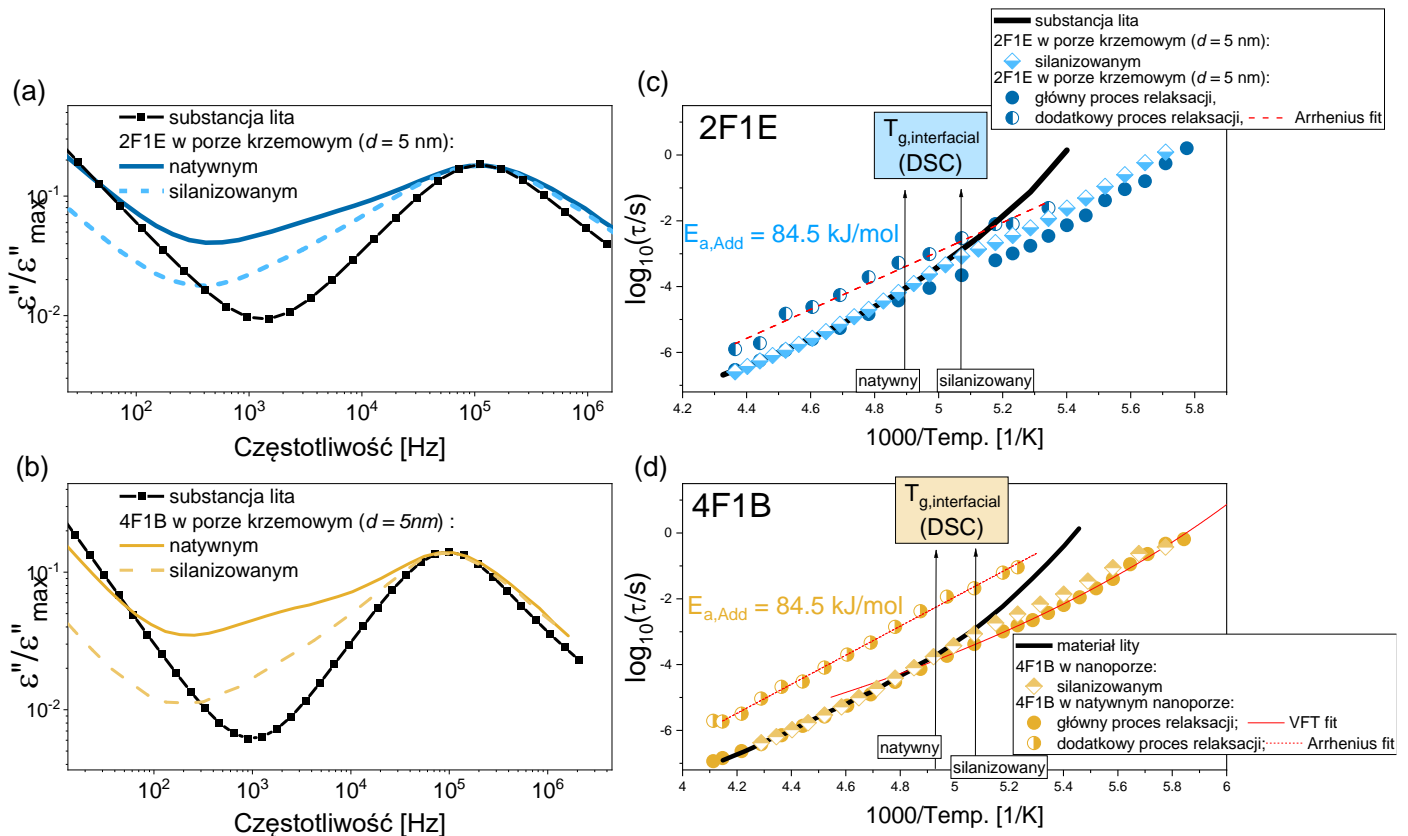 (a)
substancja lita
2F1E w porze krzemowym (d = 5 nm):
natywnym
silanizowanym
10⁻¹
10⁻²
ε''/ε''max
10² 10³ 10⁴ 10⁵ 10⁶
Częstotliwość [Hz]
(b)
substancja lita
4F1B w porze krzemowym (d = 5nm) :
natywnym
silanizowanym
10⁻¹
10⁻²
ε''/ε''max
10² 10³ 10⁴ 10⁵ 10⁶
Częstotliwość [Hz]
(c)
substancja lita
2F1E w porze krzemowym (d = 5 nm):
silanizowanym
2F1E w porze krzemowym (d = 5 nm):
główny proces relaksacji,
dodatkowy proces relaksacji, Arrhenius fit
2F1E
Tg,interfacial
(DSC)
Ea,Add = 84.5 kJ/mol
natywny
silanizowany
0
-2
-4
-6
log10(τ/s)
4.2 4.4 4.6 4.8 5 5.2 5.4 5.6 5.8
1000/Temp. [1/K]
(d)
4F1B
Tg,interfacial
(DSC)
Ea,Add = 84.5 kJ/mol
natywny
silanizowany
materiał lity
4F1B w nanoporze:
silanizowanym
4F1B w natywnym nanoporze:
główny proces relaksacji; VFT fit
dodatkowy proces relaksacji; Arrhenius fit
2
0
-2
-4
-6
log10(τ/s)
4 4.2 4.4 4.6 4.8 5 5.2 5.4 5.6 5.8 6
1000/Temp. [1/K]